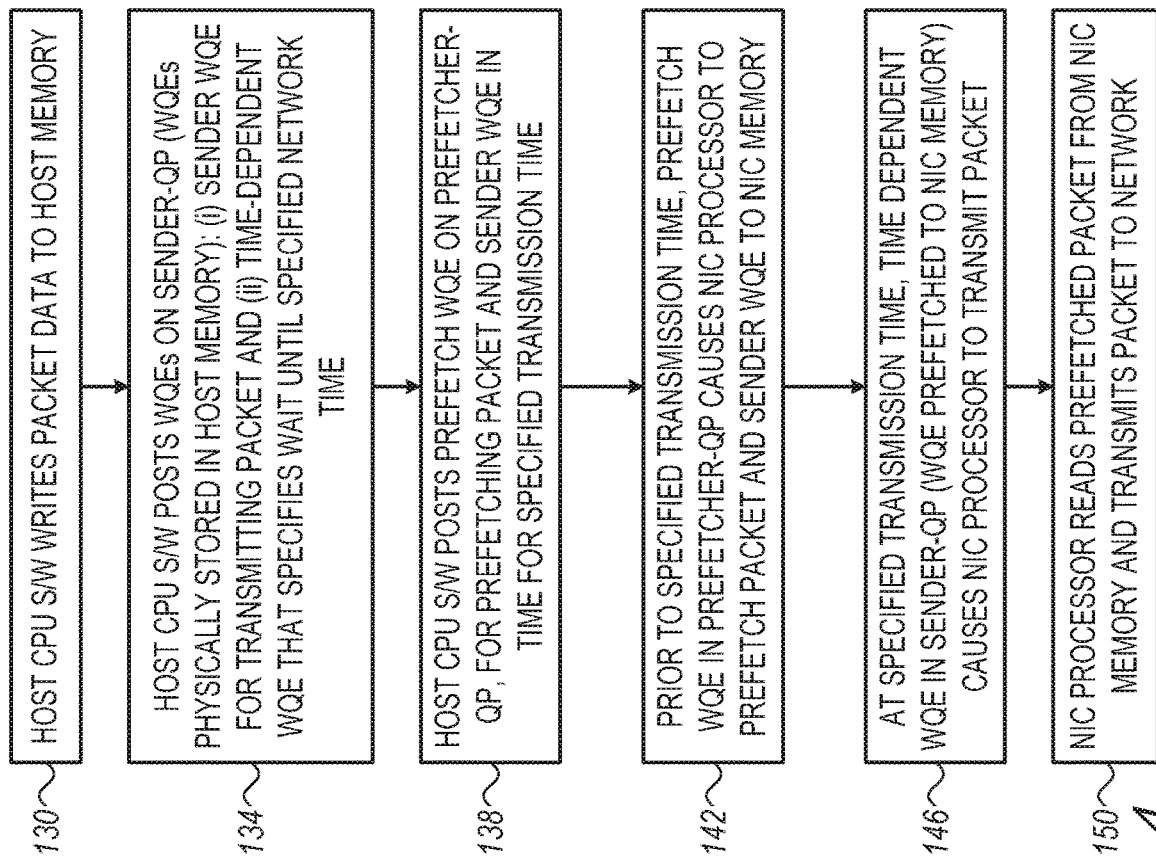 130
HOST CPU S/W WRITES PACKET DATA TO HOST MEMORY
134
HOST CPU S/W POSTS WQEs ON SENDER-QP (WQEs
PHYSICALLY STORED IN HOST MEMORY): (i) SENDER WQE
FOR TRANSMITTING PACKET AND (ii) TIME-DEPENDENT
WQE THAT SPECIFIES WAIT UNTIL SPECIFIED NETWORK
TIME
138
HOST CPU S/W POSTS PREFETCH WQE ON PREFETCHER-
QP, FOR PREFETCHING PACKET AND SENDER WQE IN
TIME FOR SPECIFIED TRANSMISSION TIME
142
PRIOR TO SPECIFIED TRANSMISSION TIME, PREFETCH
WQE IN PREFETCHER-QP CAUSES NIC PROCESSOR TO
PREFETCH PACKET AND SENDER WQE TO NIC MEMORY
146
AT SPECIFIED TRANSMISSION TIME, TIME DEPENDENT
WQE IN SENDER-QP (WQE PREFETCHED TO NIC MEMORY)
CAUSES NIC PROCESSOR TO TRANSMIT PACKET
150
NIC PROCESSOR READS PREFETCHED PACKET FROM NIC
MEMORY AND TRANSMITS PACKET TO NETWORK